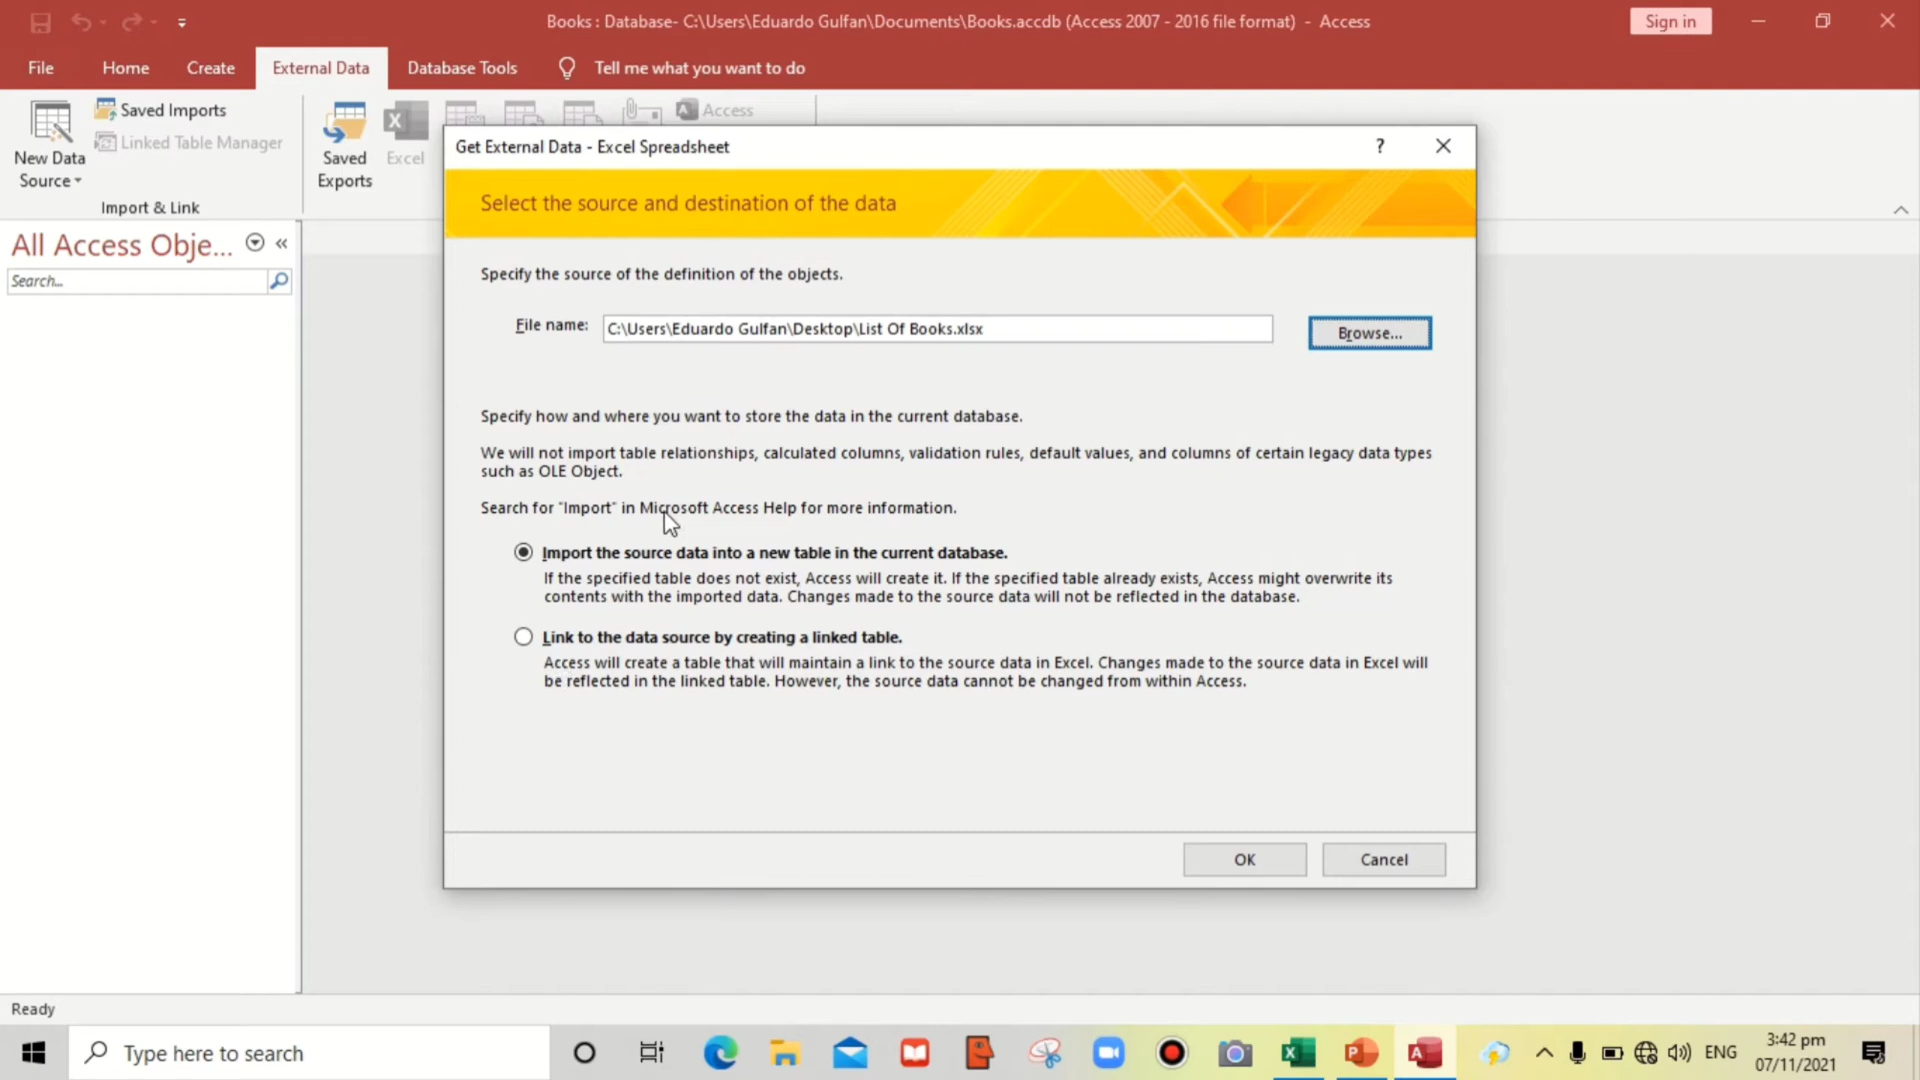 Books : Database- C:\Users\Eduardo Gulfan\Documents\Books.accdb (Access 2007 - 2016 file format) - Access
Sign in
File
Home
Create
External Data
Database Tools
Tell me what you want to do
New Data Source
Saved Imports
Linked Table Manager
Import & Link
Saved Exports
Excel
Access
All Access Obje...
Search...
Get External Data - Excel Spreadsheet
?
Select the source and destination of the data
Specify the source of the definition of the objects.
File name:
C:\Users\Eduardo Gulfan\Desktop\List Of Books.xlsx
Browse...
Specify how and where you want to store the data in the current database.
We will not import table relationships, calculated columns, validation rules, default values, and columns of certain legacy data types
such as OLE Object.
Search for "Import" in Microsoft Access Help for more information.
Import the source data into a new table in the current database.
If the specified table does not exist, Access will create it. If the specified table already exists, Access might overwrite its
contents with the imported data. Changes made to the source data will not be reflected in the database.
Link to the data source by creating a linked table.
Access will create a table that will maintain a link to the source data in Excel. Changes made to the source data in Excel will
be reflected in the linked table. However, the source data cannot be changed from within Access.
OK
Cancel
Ready
Type here to search
ENG
3:42 pm
07/11/2021